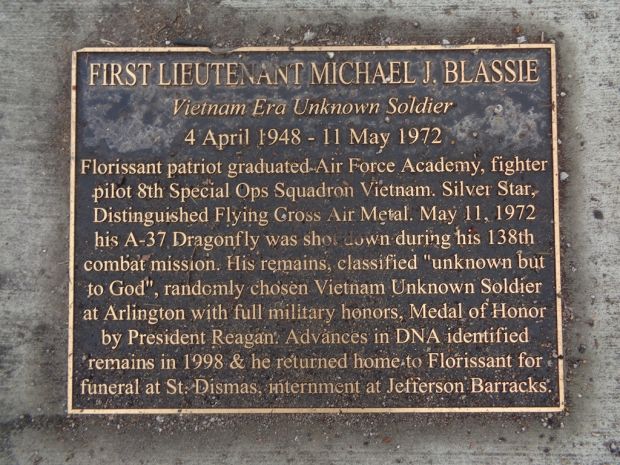 FIRST LIEUTENANT MICHAEL J. BLASSIE
Vietnam Era Unknown Soldier
4 April 1948 - 11 May 1972
Florissant patriot graduated Air Force Academy, fighter
pilot 8th Special Ops Squadron Vietnam. Silver Star,
Distinguished Flying Cross Air Metal. May 11, 1972
his A-37 Dragonfly was shot down during his 138th
combat mission. His remains, classified "unknown but
to God", randomly chosen Vietnam Unknown Soldier
at Arlington with full military honors, Medal of Honor
by President Reagan. Advances in DNA identified
remains in 1998 & he returned home to Florissant for
funeral at St. Dismas, internment at Jefferson Barracks.